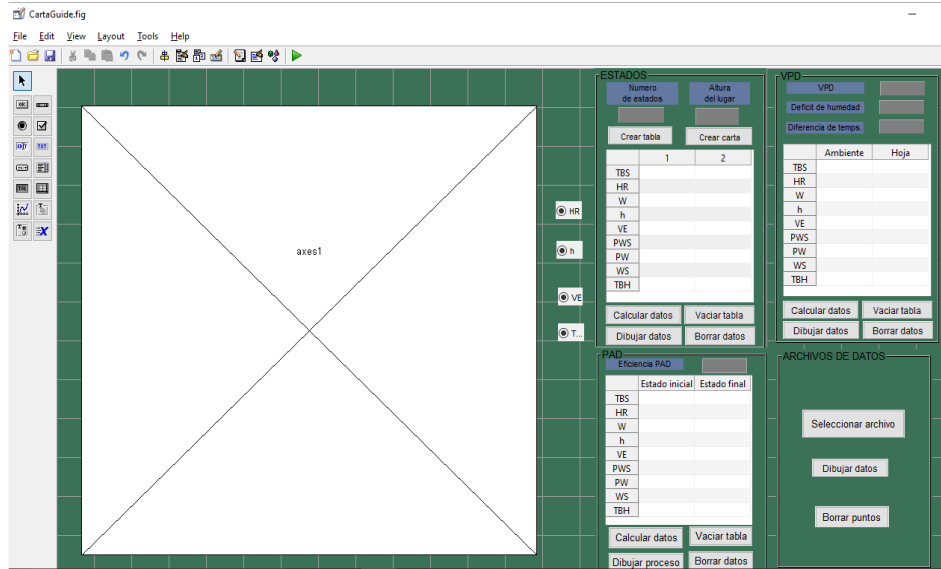 CartaGuide.fig
File Edit View Layout Tools Help
ESTADOS
Numero de estados
Altura del lugar
Crear tabla
Crear carta
1 2
TBS
HR
W
h
VE
PWS
PW
WS
TBH
Calcular datos
Vaciar tabla
Dibujar datos
Borrar datos
VPD
VPD
Deficit de humedad
Diferencia de temps.
Ambiente Hoja
TBS
HR
W
h
VE
PWS
PW
WS
TBH
Calcular datos
Vaciar tabla
Dibujar datos
Borrar datos
axes1
HR
h
VE
T...
PAD
Eficiencia PAD
Estado inicial Estado final
TBS
HR
W
h
VE
PWS
PW
WS
TBH
Calcular datos
Vaciar tabla
Dibujar proceso
Borrar datos
ARCHIVOS DE DATOS
Seleccionar archivo
Dibujar datos
Borrar puntos